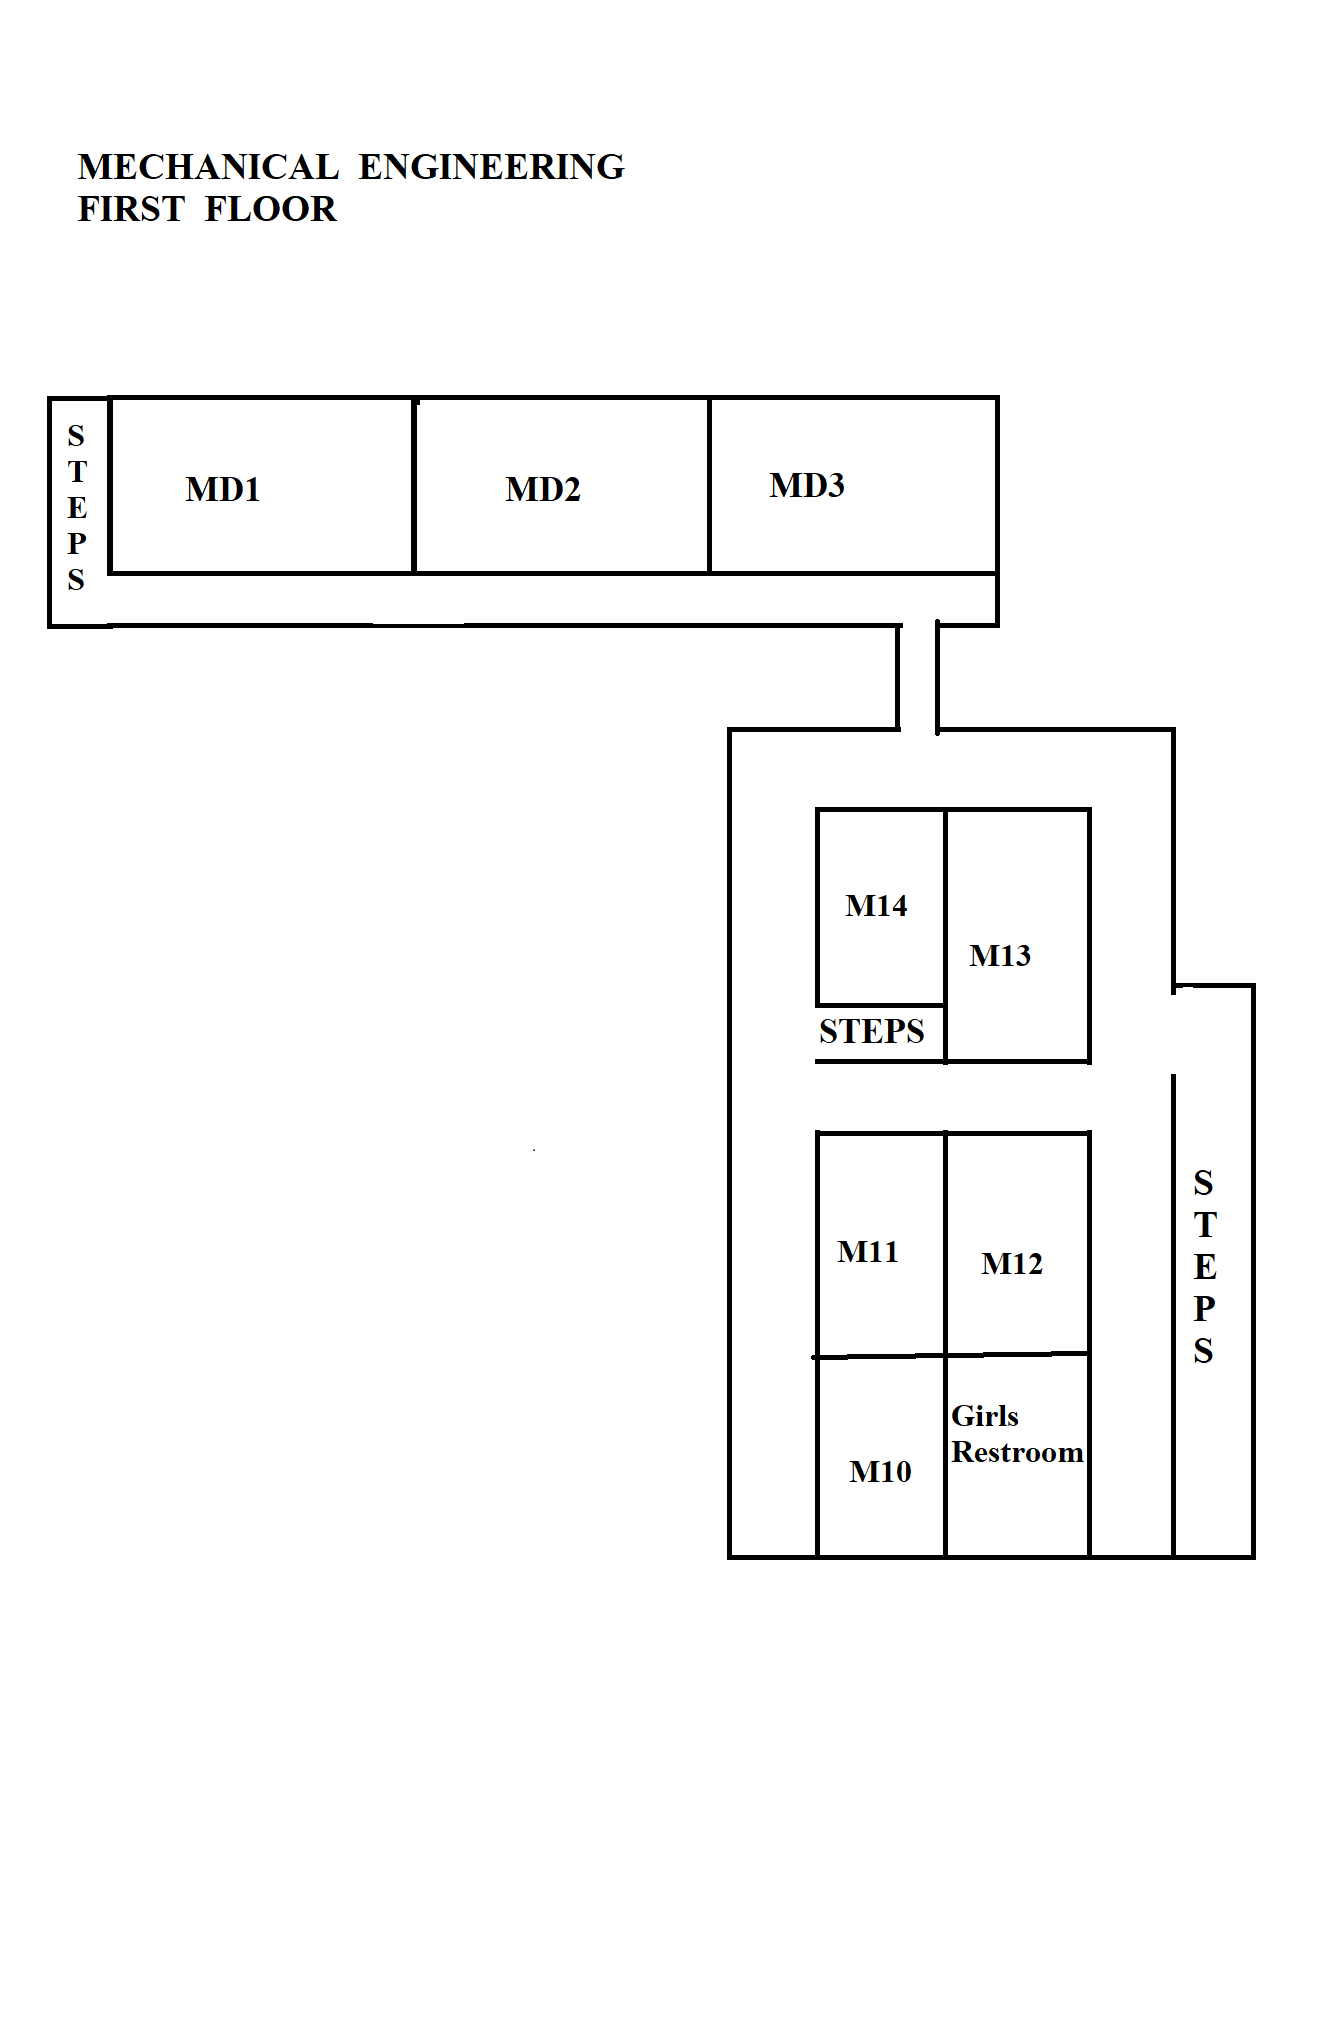 MECHANICAL ENGINEERING
FIRST FLOOR
S
T
E
P
S
MD1
MD2
MD3
M14
M13
STEPS
M11
M12
S
T
E
P
S
Girls
Restroom
M10